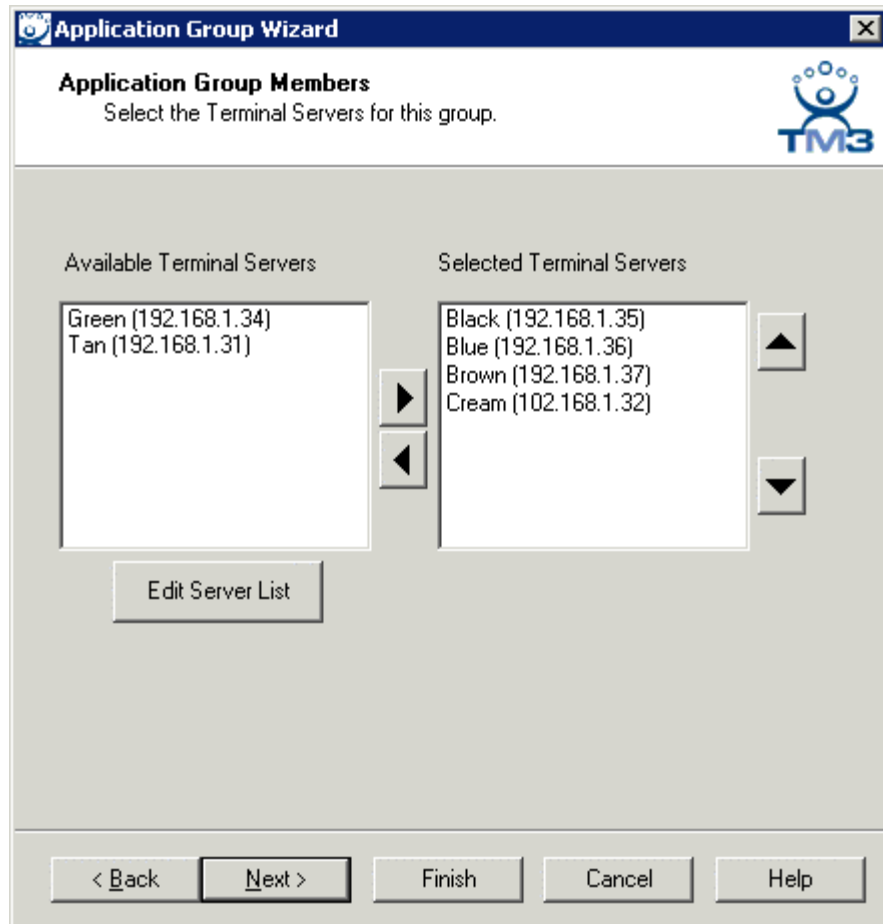 Application Group Wizard
Application Group Members
Select the Terminal Servers for this group.
TM3
Available Terminal Servers
Selected Terminal Servers
Green (192.168.1.34)
Tan (192.168.1.31)
Black (192.168.1.35)
Blue (192.168.1.36)
Brown (192.168.1.37)
Cream (102.168.1.32)
Edit Server List
< Back
Next >
Finish
Cancel
Help